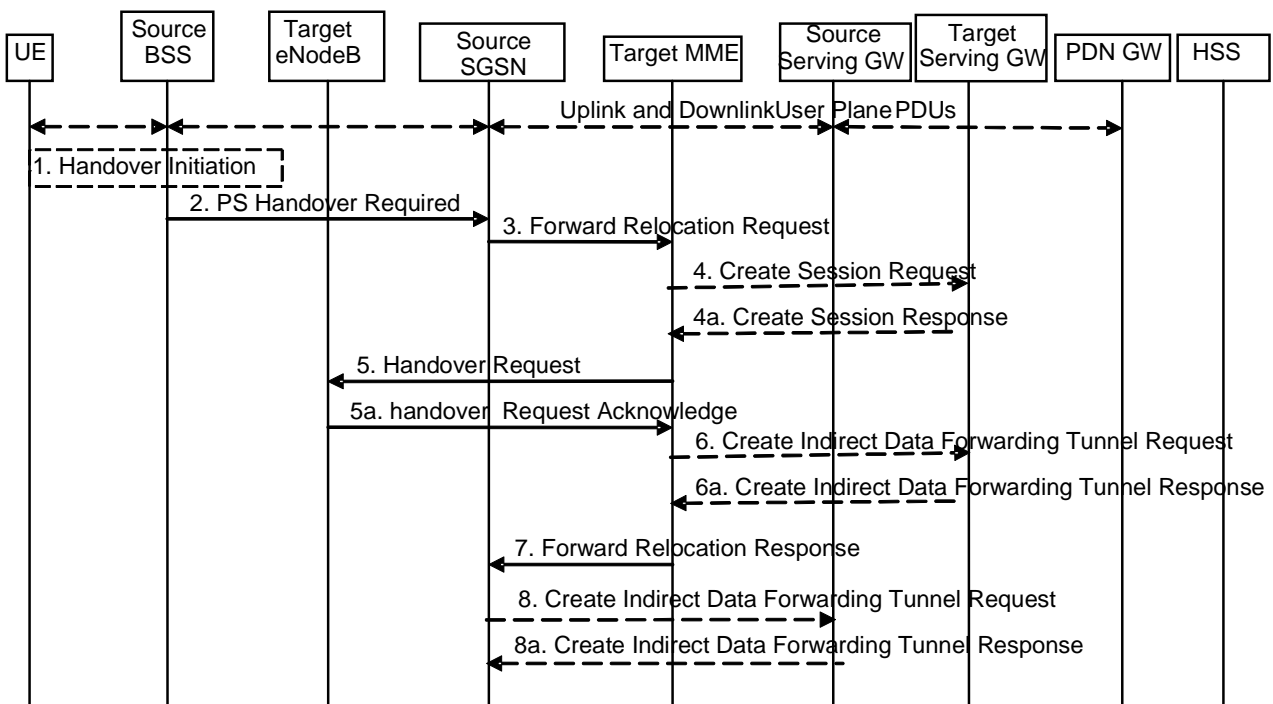 UE
Source
BSS
Target
eNodeB
Source
SGSN
Target MME
Source
Serving GW
Target
Serving GW
PDN GW
HSS
Uplink and DownlinkUser Plane PDUs
1. Handover Initiation
2. PS Handover Required
3. Forward Relocation Request
4. Create Session Request
4a. Create Session Response
5. Handover Request
5a. handover Request Acknowledge
6. Create Indirect Data Forwarding Tunnel Request
6a. Create Indirect Data Forwarding Tunnel Response
7. Forward Relocation Response
8. Create Indirect Data Forwarding Tunnel Request
8a. Create Indirect Data Forwarding Tunnel Response